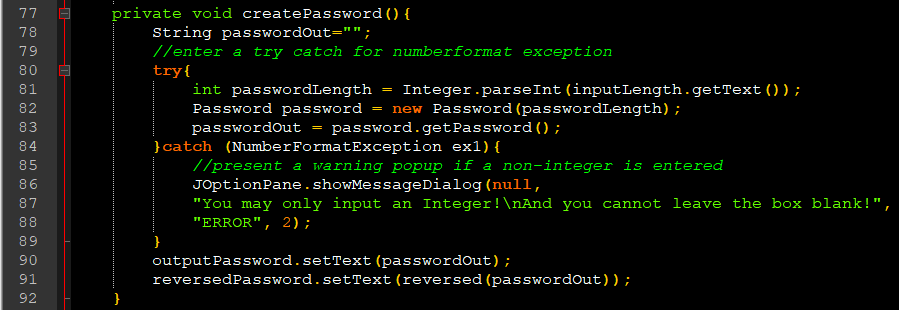 77 private void createPassword(){
78 String passwordOut="";
79 //enter a try catch for numberformat exception
80 try{
81 int passwordLength = Integer.parseInt(inputLength.getText());
82 Password password = new Password(passwordLength);
83 passwordOut = password.getPassword();
84 }catch (NumberFormatException ex1){
85 //present a warning popup if a non-integer is entered
86 JOptionPane.showMessageDialog(null,
87 "You may only input an Integer!\nAnd you cannot leave the box blank!",
88 "ERROR", 2);
89 }
90 outputPassword.setText(passwordOut);
91 reversedPassword.setText(reversed(passwordOut));
92 }